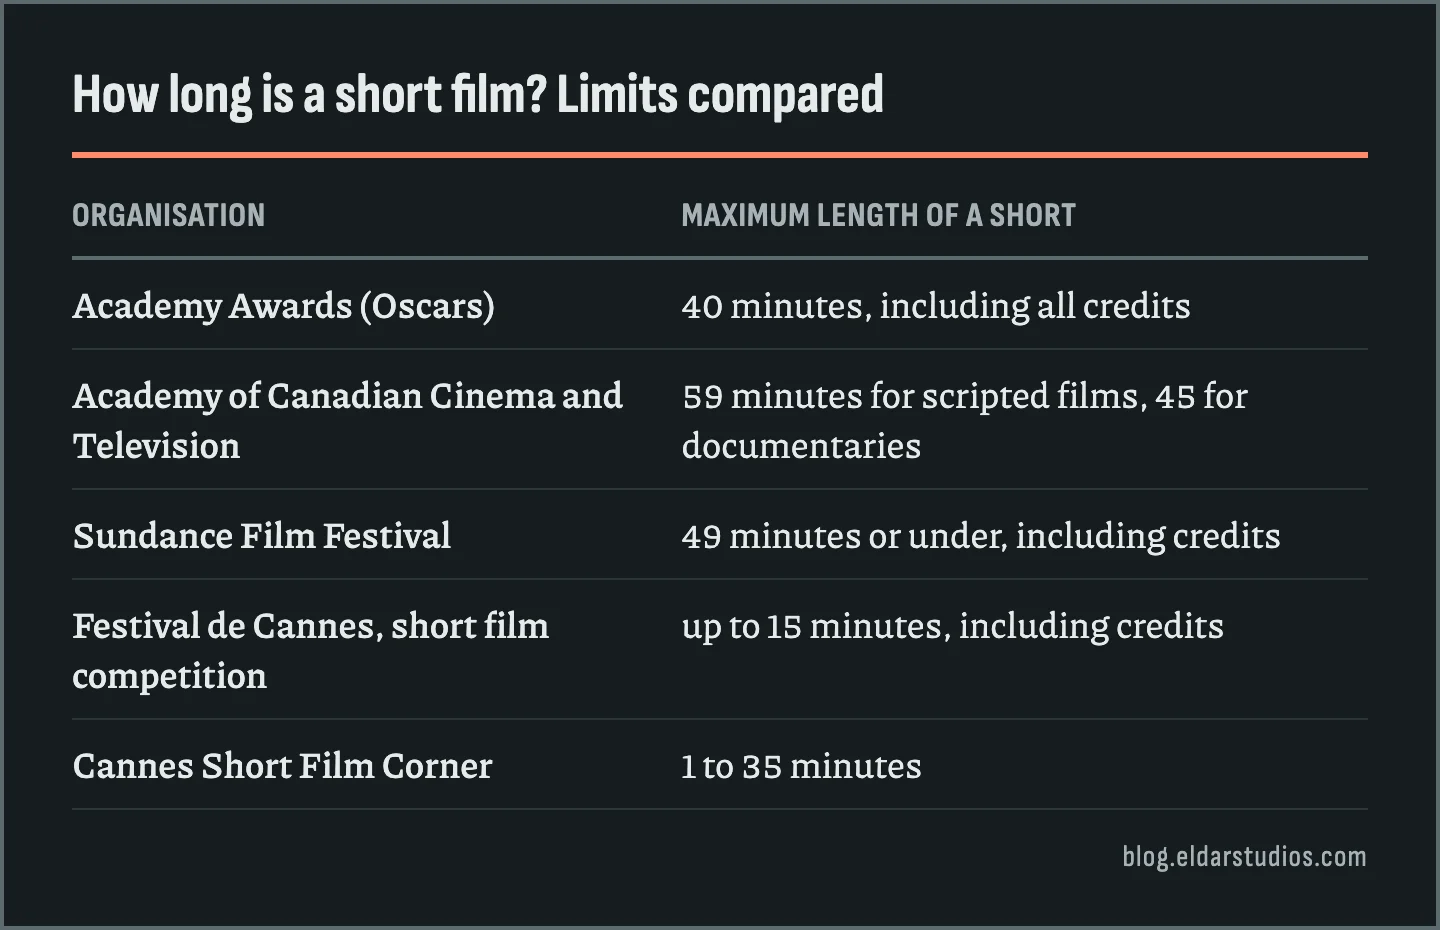 How long is a short film? Limits compared
ORGANISATION
MAXIMUM LENGTH OF A SHORT
Academy Awards (Oscars)
40 minutes, including all credits
Academy of Canadian Cinema and
Television
59 minutes for scripted films, 45 for
documentaries
Sundance Film Festival
49 minutes or under, including credits
Festival de Cannes, short film
competition
up to 15 minutes, including credits
Cannes Short Film Corner
1 to 35 minutes
blog.eldarstudios.com